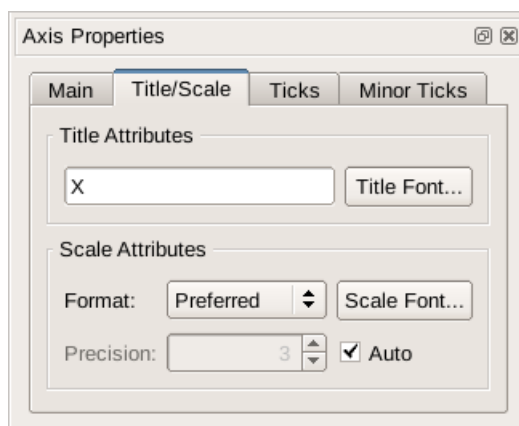 Axis Properties
Main Title/Scale Ticks Minor Ticks
Title Attributes
X Title Font...
Scale Attributes
Format: Preferred Scale Font...
Precision: 3 Auto